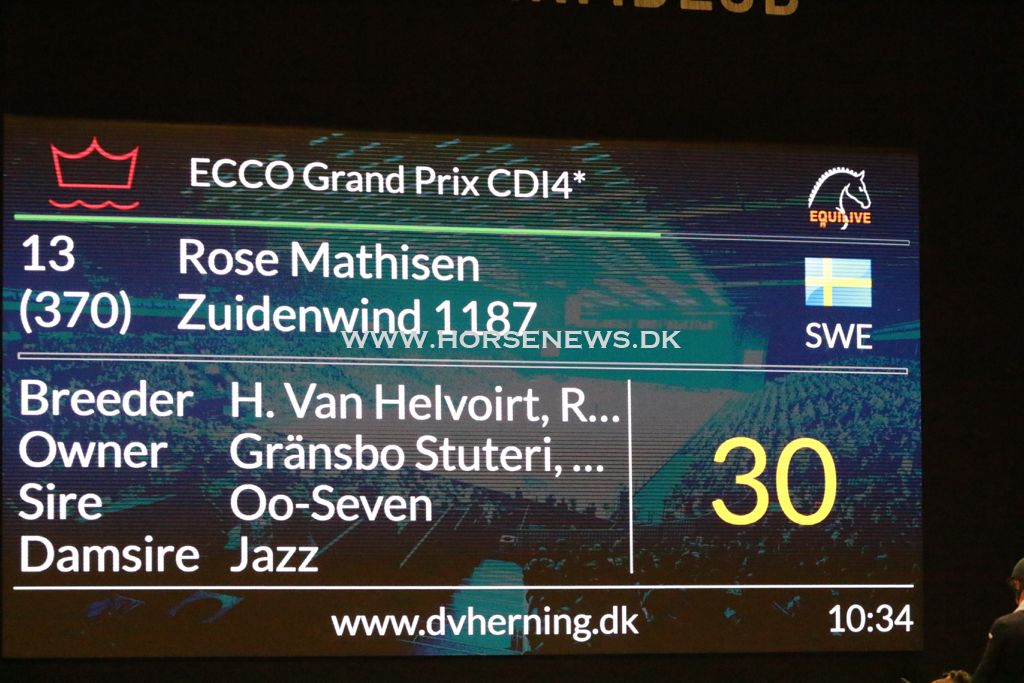 ECCO Grand Prix CDI4*
EQUILIVE
13 Rose Mathisen
(370) Zuidenwind 1187
SWE
WWW.HORSENEWS.DK
Breeder H. Van Helvoirt, R...
Owner Gränsbo Stuteri, ...
Sire Oo-Seven
Damsire Jazz
30
www.dvherning.dk
10:34